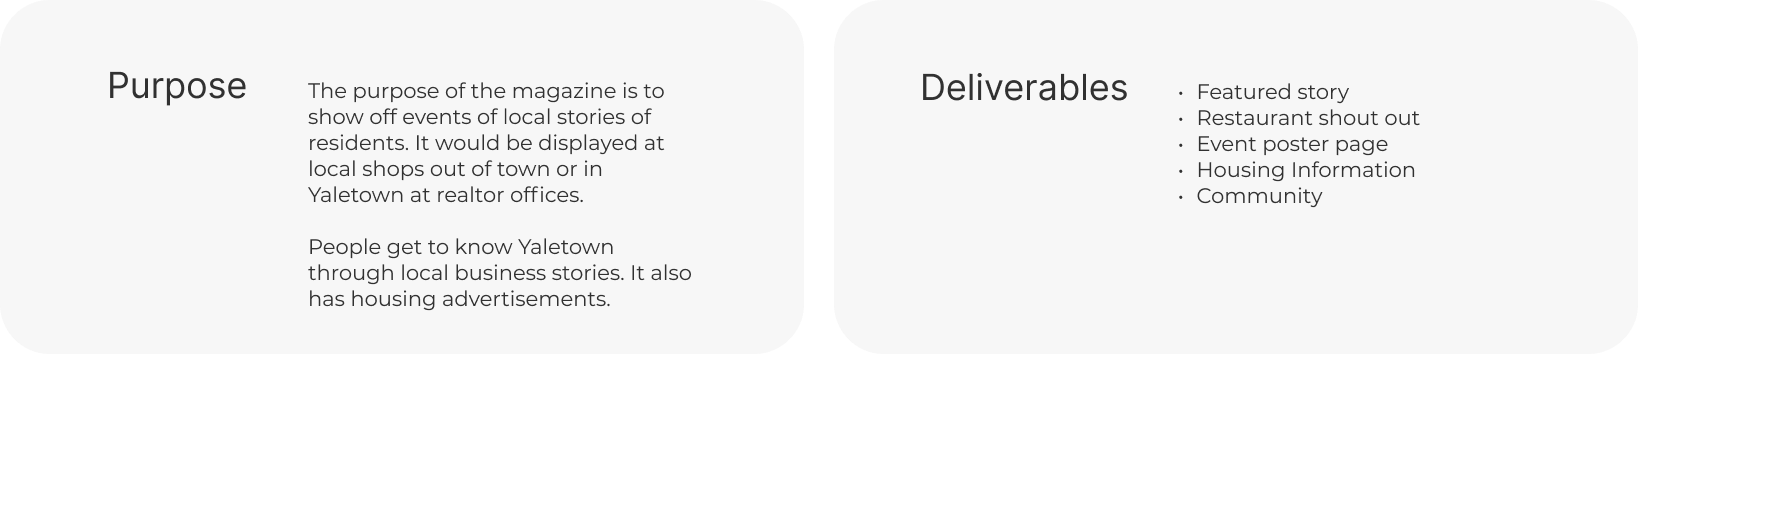 Purpose
The purpose of the magazine is to
show off events of local stories of
residents. It would be displayed at
local shops out of town or in
Yaletown at realtor offices.
People get to know Yaletown
through local business stories. It also
has housing advertisements.
Deliverables
• Featured story
• Restaurant shout out
• Event poster page
• Housing Information
• Community